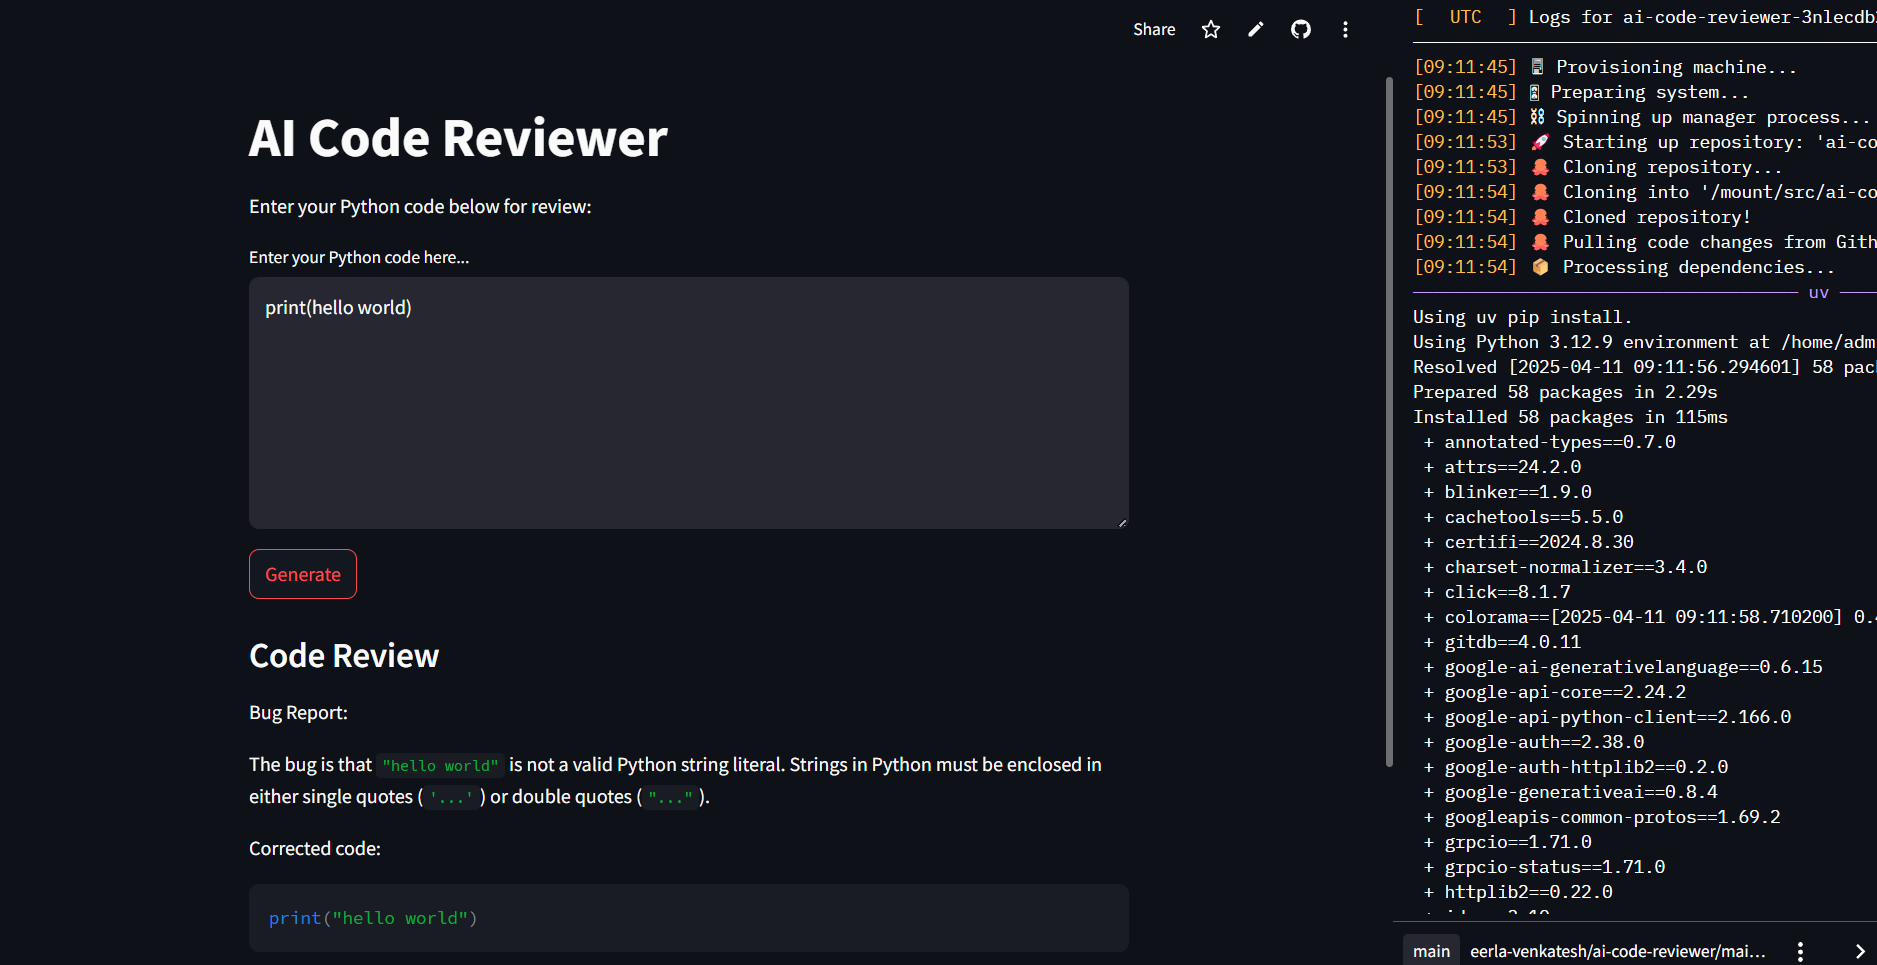 Share
AI Code Reviewer
Enter your Python code below for review:
Enter your Python code here...
print(hello world)
Generate
Code Review
Bug Report:
The bug is that "hello world" is not a valid Python string literal. Strings in Python must be enclosed in
either single quotes ( '...' ) or double quotes ( "..." ).
Corrected code:
print("hello world")
[   UTC   ] Logs for ai-code-reviewer-3nlecdb
[09:11:45] Provisioning machine...
[09:11:45] Preparing system...
[09:11:45] Spinning up manager process...
[09:11:53] Starting up repository: 'ai-co
[09:11:53] Cloning repository...
[09:11:54] Cloning into '/mount/src/ai-co
[09:11:54] Cloned repository!
[09:11:54] Pulling code changes from Gith
[09:11:54] Processing dependencies...
uv
Using uv pip install.
Using Python 3.12.9 environment at /home/adm
Resolved [2025-04-11 09:11:56.294601] 58 pac
Prepared 58 packages in 2.29s
Installed 58 packages in 115ms
+ annotated-types==0.7.0
+ attrs==24.2.0
+ blinker==1.9.0
+ cachetools==5.5.0
+ certifi==2024.8.30
+ charset-normalizer==3.4.0
+ click==8.1.7
+ colorama==[2025-04-11 09:11:58.710200] 0.
+ gitdb==4.0.11
+ google-ai-generativelanguage==0.6.15
+ google-api-core==2.24.2
+ google-api-python-client==2.166.0
+ google-auth==2.38.0
+ google-auth-httplib2==0.2.0
+ google-generativeai==0.8.4
+ googleapis-common-protos==1.69.2
+ grpcio==1.71.0
+ grpcio-status==1.71.0
+ httplib2==0.22.0
main eerla-venkatesh/ai-code-reviewer/mai...